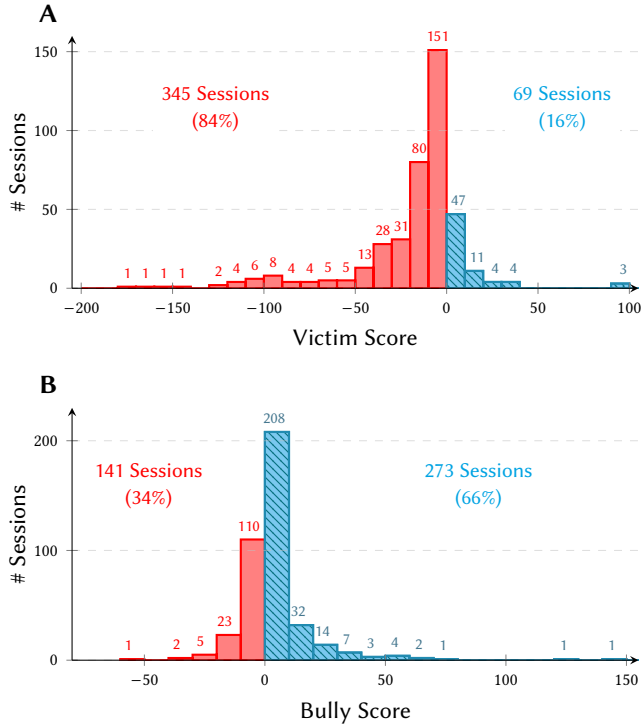 A
# Sessions
150
100
50
0
345 Sessions
(84%)
69 Sessions
(16%)
1 1 1 1 2 4 6 8 4 4 5 5 13 28 31 80 151 47 11 4 4 3
−200 −150 −100 −50 0 50 100
Victim Score
B
# Sessions
200
100
0
141 Sessions
(34%)
273 Sessions
(66%)
1 2 5 23 110 208 32 14 7 3 4 2 1 1 1
−50 0 50 100 150
Bully Score